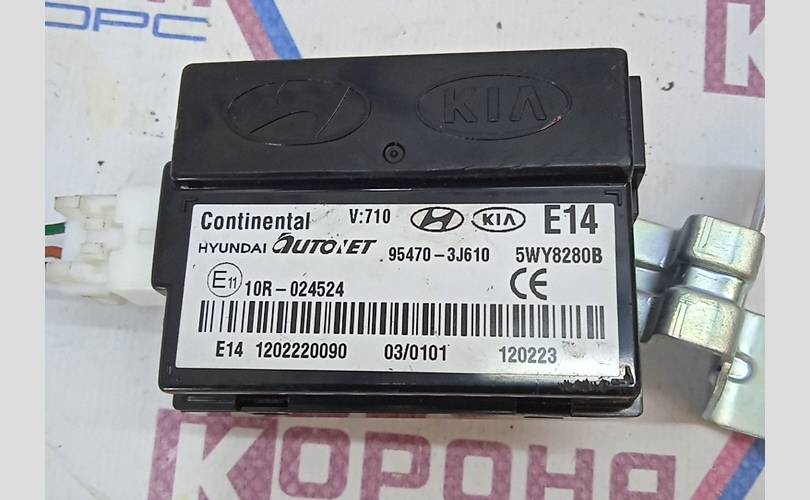 ОРС
KIA
Continental V:710 KIA E14
HYUNDAI AUTONET 95470-3J610 5WY8280B
E11 10R-024524 CE
E14 1202220090 03/0101 120223
КОРОНА